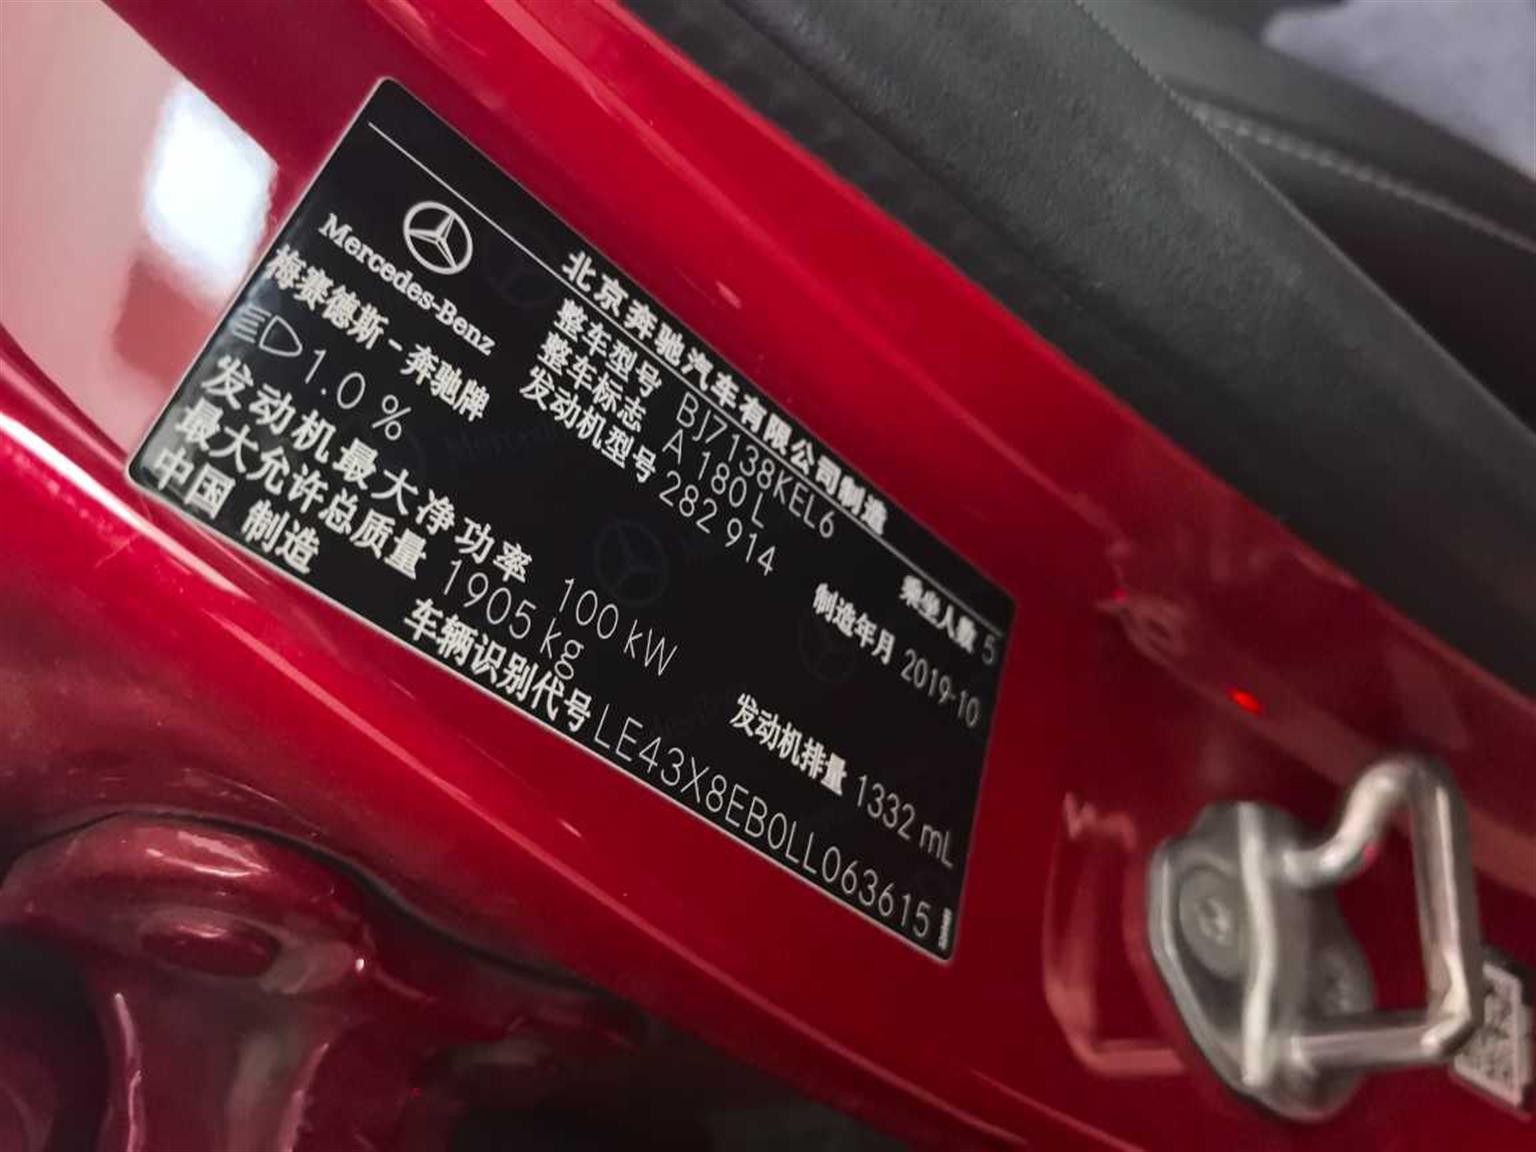 北京奔驰汽车有限公司制造
Mercedes-Benz
梅赛德斯-奔驰牌
整车型号 BJ7138KEL6
整车标志 A 180 L
发动机型号 282 914
乘坐人数 5
制造年月 2019-10
1.0 %
发动机最大净功率 100 kW
发动机排量 1332 mL
最大允许总质量 1905 kg
中国 制造
车辆识别代号 LE43X8EB0LL063615